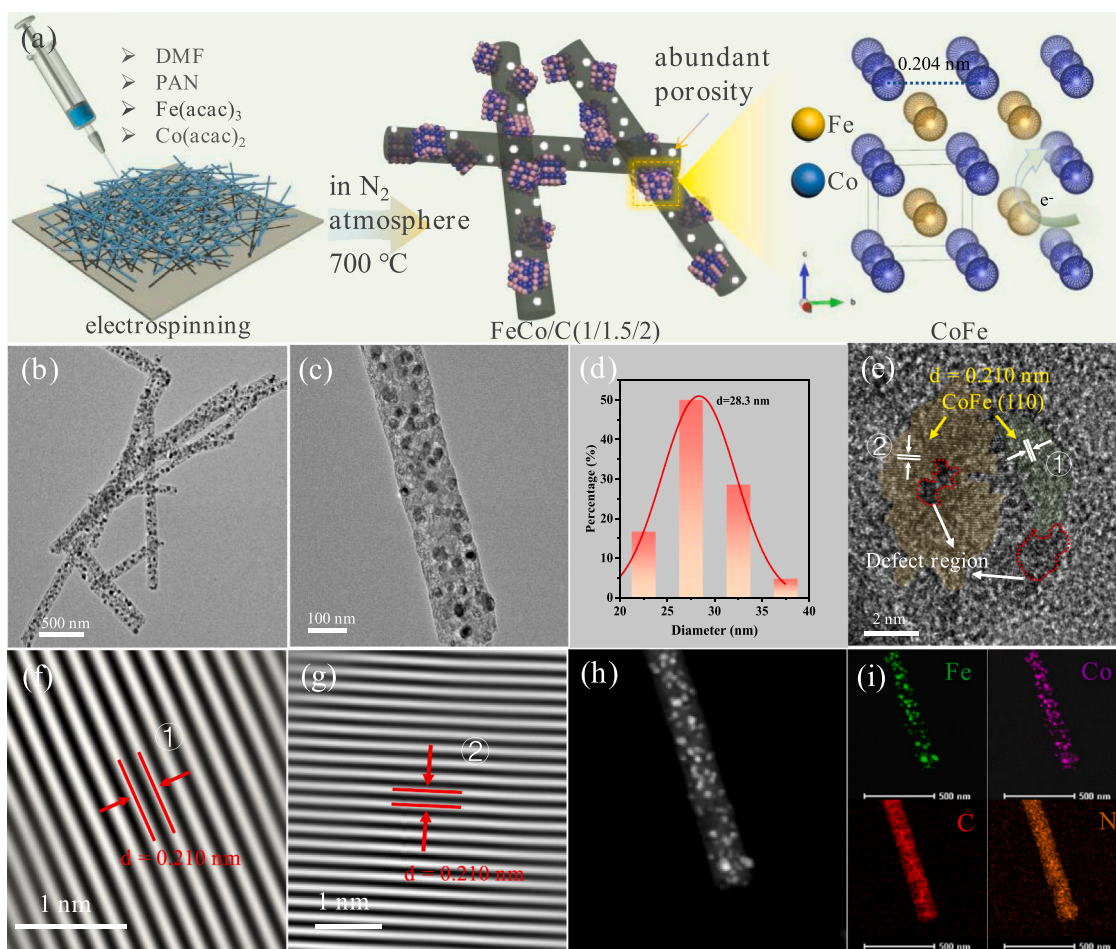 (a)
➢ DMF
➢ PAN
➢ Fe(acac)₃
➢ Co(acac)₂
electrospinning
in N₂
atmosphere
700 °C
abundant
porosity
FeCo/C(1/1.5/2)
0.204 nm
Fe
Co
e-
c
b
CoFe
(b)
500 nm
(c)
100 nm
(d)
d=28.3 nm
Percentage (%)
50
40
30
20
10
0
20
25
30
35
40
Diameter (nm)
(e)
d = 0.210 nm
CoFe (110)
②
①
Defect region
2 nm
(f)
①
d = 0.210 nm
1 nm
(g)
②
d = 0.210 nm
1 nm
(h)
(i)
Fe
500 nm
Co
500 nm
C
500 nm
N
500 nm